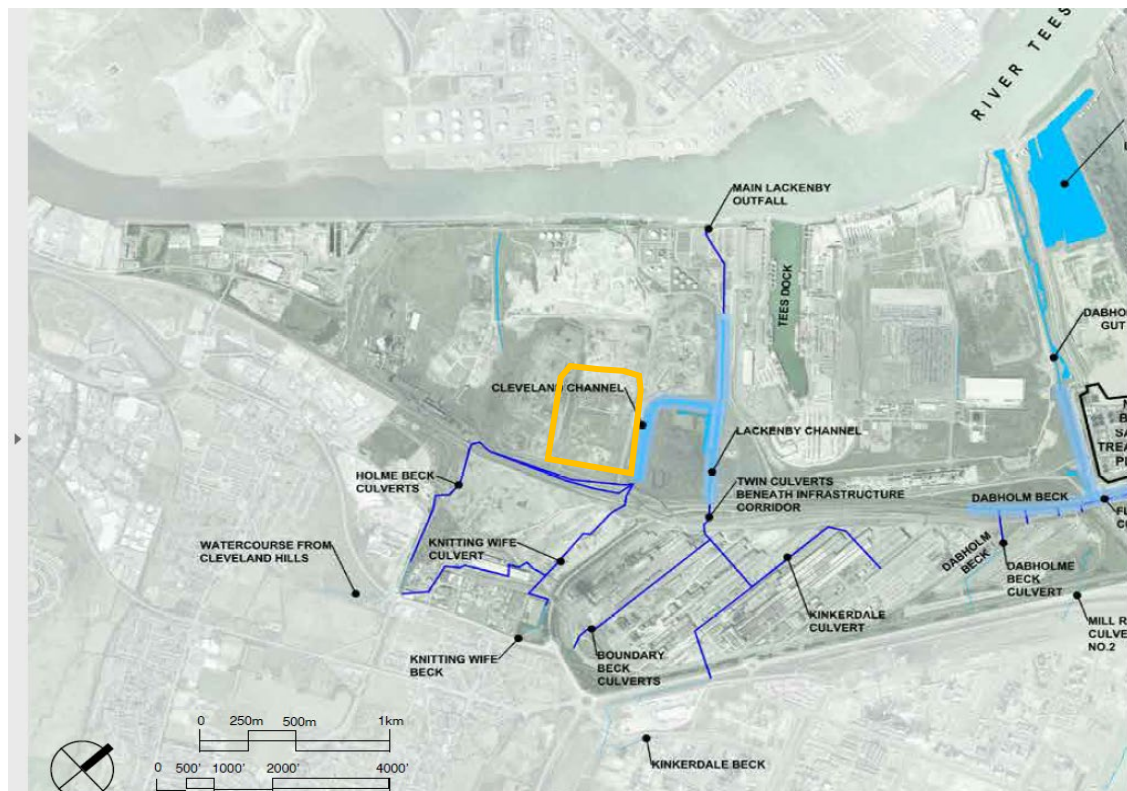 RIVER TEES
MAIN LACKENBY
OUTFALL
TEES DOCK
CLEVELAND CHANNEL
LACKENBY CHANNEL
HOLME BECK
CULVERTS
TWIN CULVERTS
BENEATH INFRASTRUCTURE
CORRIDOR
DABHOLM BECK
KNITTING WIFE
CULVERT
WATERCOURSE FROM
CLEVELAND HILLS
DABHOLM
BECK
DABHOLME
BECK
CULVERT
KINKERDALE
CULVERT
MILL R
CULVE
NO.2
KNITTING WIFE
BECK
BOUNDARY
BECK
CULVERTS
KINKERDALE BECK
DABHOL
GUT
0 250m 500m 1km
0 500' 1000' 2000' 4000'